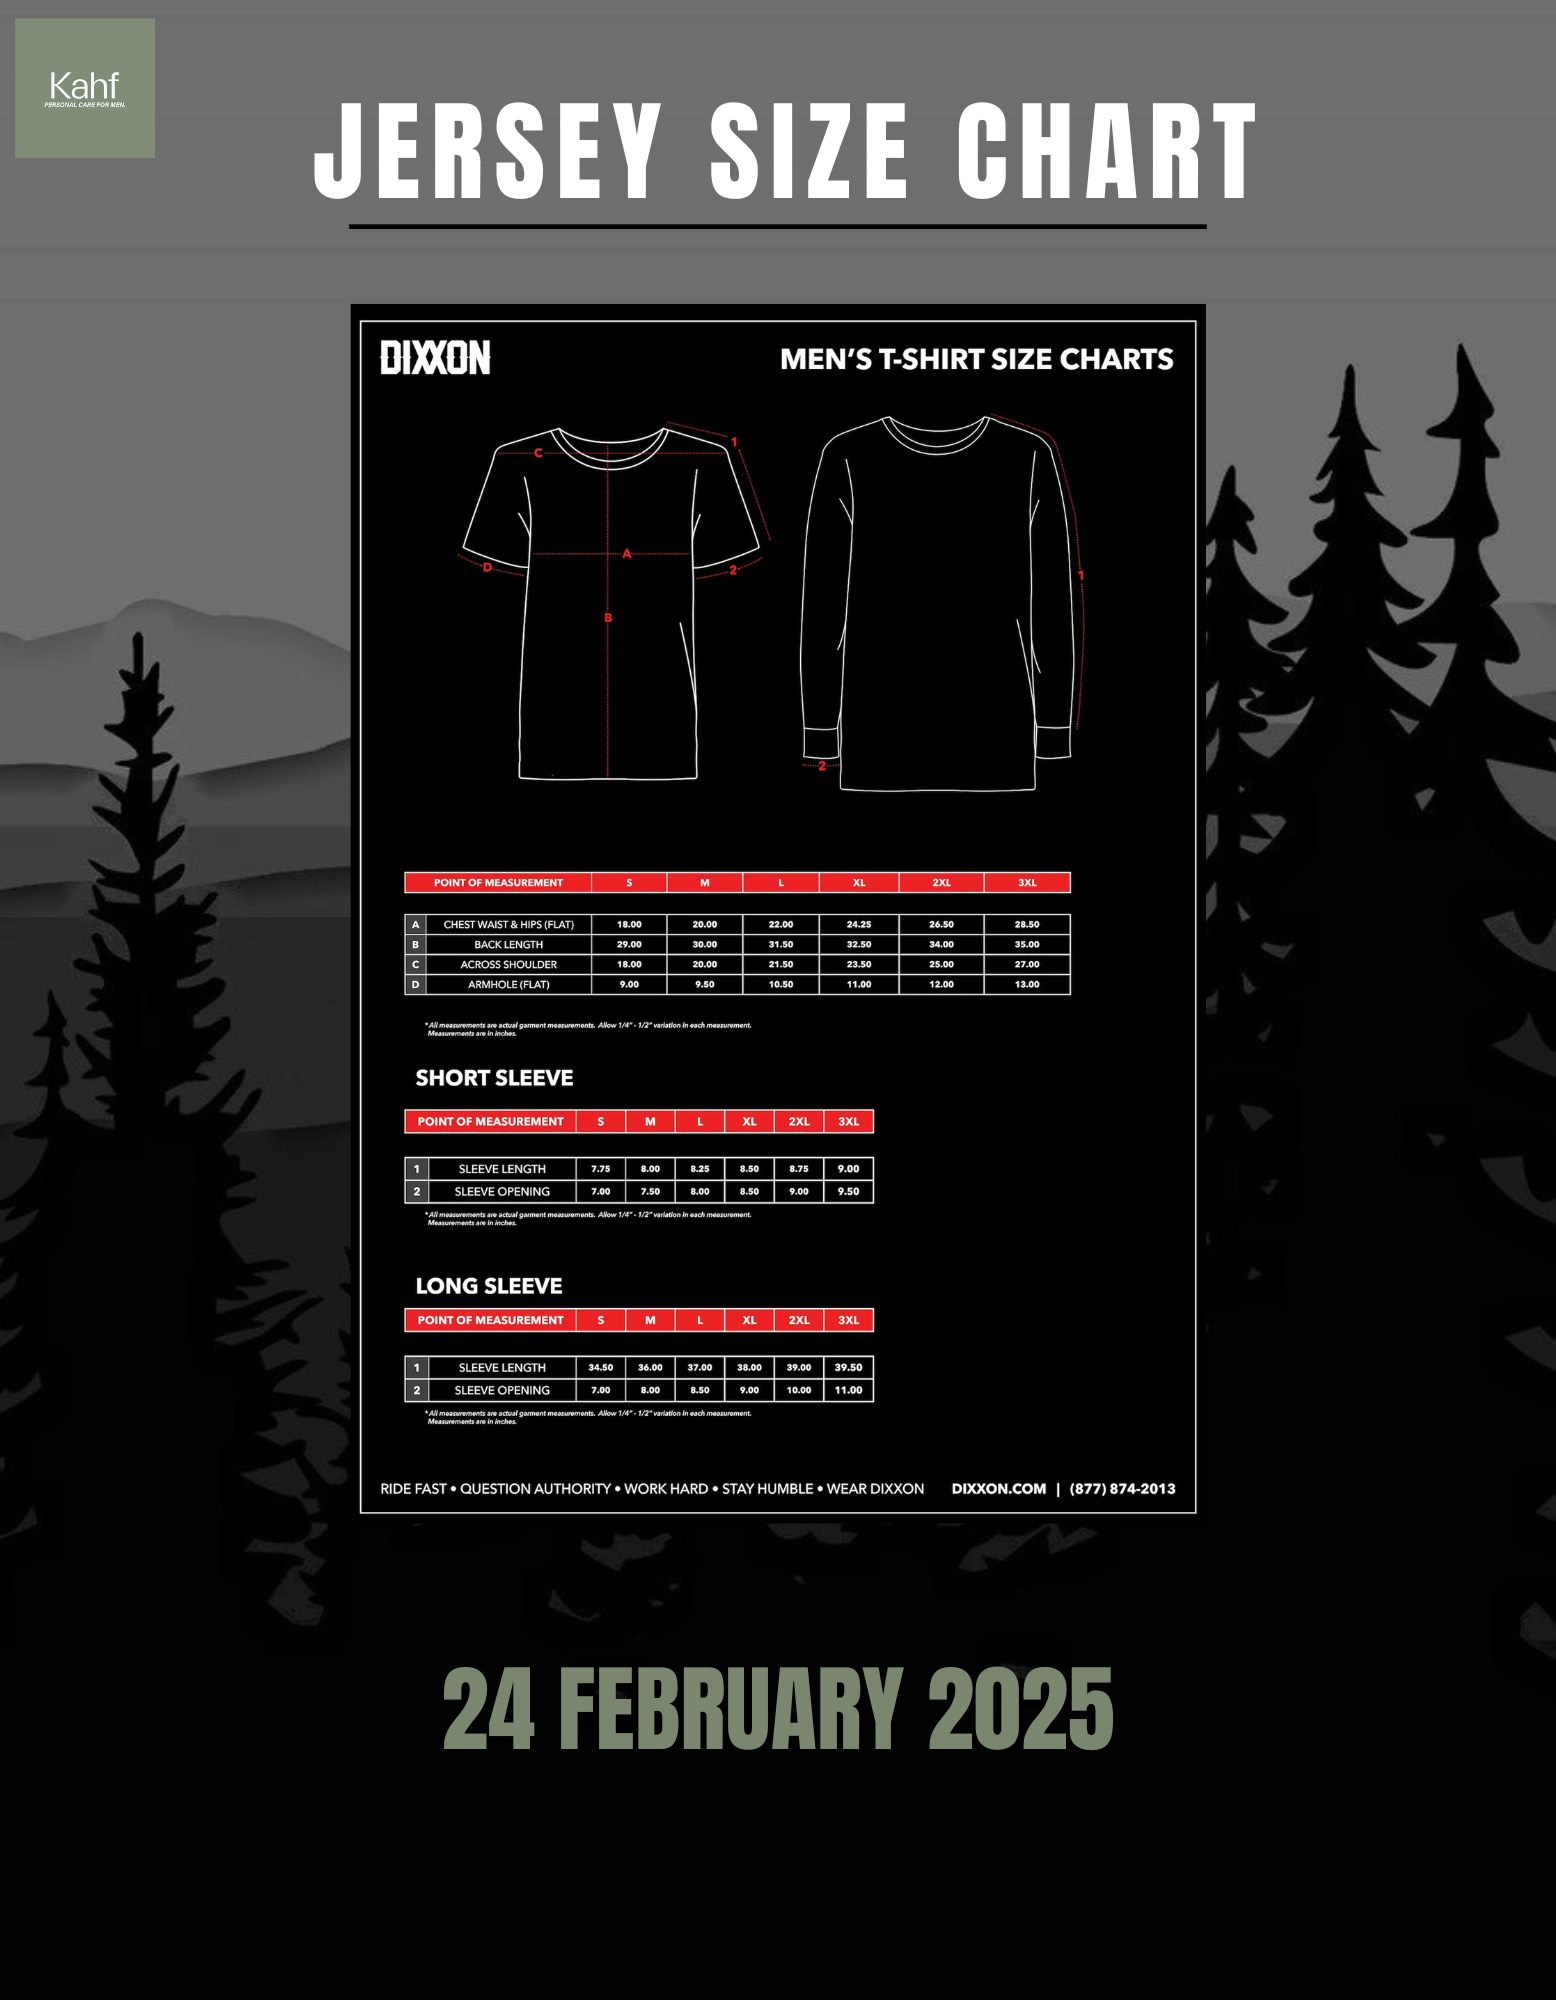 Kahf
PERSONAL CARE FOR MEN.
JERSEY SIZE CHART
DIXXON
MEN'S T-SHIRT SIZE CHARTS
C 1
D A 2
B
1
2
POINT OF MEASUREMENT S M L XL 2XL 3XL
A CHEST WAIST & HIPS (FLAT) 18.00 20.00 22.00 24.25 26.50 28.50
B BACK LENGTH 29.00 30.00 31.50 32.50 34.00 35.00
C ACROSS SHOULDER 18.00 20.00 21.50 23.50 25.00 27.00
D ARMHOLE (FLAT) 9.00 9.50 10.50 11.00 12.00 13.00
*All measurements are actual garment measurements. Allow 1/4" - 1/2" variation in each measurement.
Measurements are in inches.
SHORT SLEEVE
POINT OF MEASUREMENT S M L XL 2XL 3XL
1 SLEEVE LENGTH 7.75 8.00 8.25 8.50 8.75 9.00
2 SLEEVE OPENING 7.00 7.50 8.00 8.50 9.00 9.50
*All measurements are actual garment measurements. Allow 1/4" - 1/2" variation in each measurement.
Measurements are in inches.
LONG SLEEVE
POINT OF MEASUREMENT S M L XL 2XL 3XL
1 SLEEVE LENGTH 34.50 36.00 37.00 38.00 39.00 39.50
2 SLEEVE OPENING 7.00 8.00 8.50 9.00 10.00 11.00
*All measurements are actual garment measurements. Allow 1/4" - 1/2" variation in each measurement.
Measurements are in inches.
RIDE FAST • QUESTION AUTHORITY • WORK HARD • STAY HUMBLE • WEAR DIXXON DIXXON.COM | (877) 874-2013
24 FEBRUARY 2025